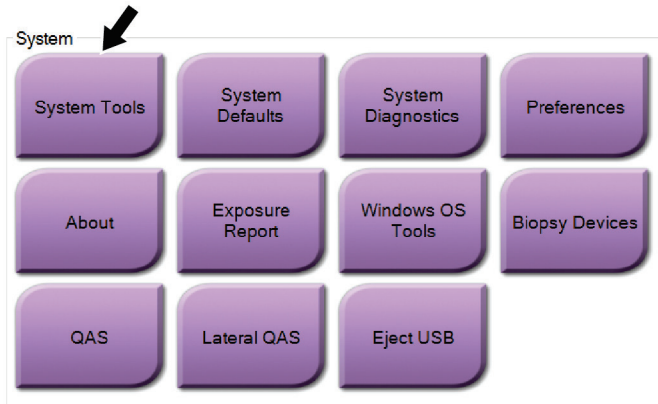 System
System Tools
System
Defaults
System
Diagnostics
Preferences
About
Exposure
Report
Windows OS
Tools
Biopsy Devices
QAS
Lateral QAS
Eject USB